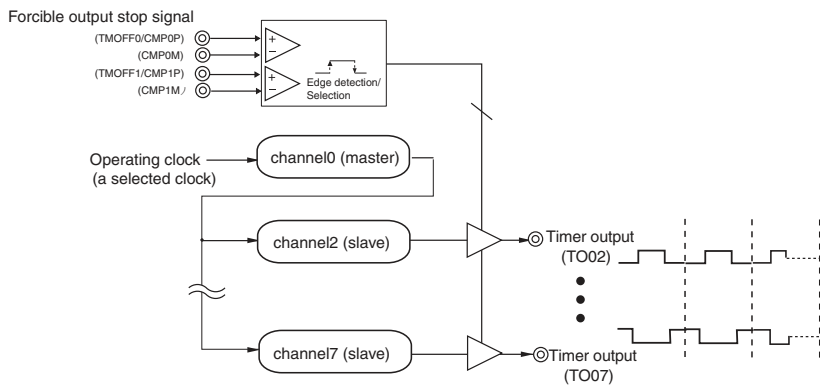 Forcible output stop signal
(TMOFF0/CMP0P)
(CMP0M)
(TMOFF1/CMP1P)
(CMP1M)
+
−
+
−
Edge detection/
Selection
Operating clock
(a selected clock)
channel0 (master)
channel2 (slave)
Timer output
(TO02)
channel7 (slave)
Timer output
(TO07)